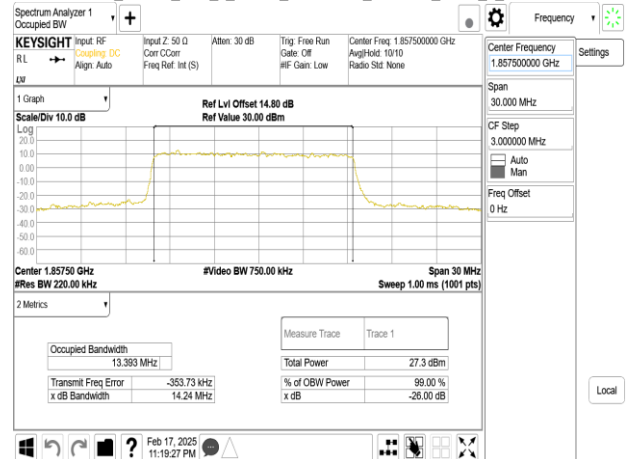 Spectrum Analyzer 1
Occupied BW
▼
+
Frequency
▼
KEYSIGHT
RL
LXI
Input: RF
Coupling: DC
Align: Auto
Input Z: 50 Ω
Corr CCorr
Freq Ref: Int (S)
Atten: 30 dB
Trig: Free Run
Gate: Off
#IF Gain: Low
Center Freq: 1.857500000 GHz
Avg|Hold: 10/10
Radio Std: None
Center Frequency
1.857500000 GHz
Settings
Span
30.000 MHz
CF Step
3.000000 MHz
Auto
Man
Freq Offset
0 Hz
Local
1 Graph
▼
Scale/Div 10.0 dB
Ref Lvl Offset 14.80 dB
Ref Value 30.00 dBm
Log
20.0
10.0
0.00
-10.0
-20.0
-30.0
-40.0
-50.0
-60.0
Center 1.85750 GHz
#Video BW 750.00 kHz
Span 30 MHz
#Res BW 220.00 kHz
Sweep 1.00 ms (1001 pts)
2 Metrics
▼
Measure Trace
Trace 1
Occupied Bandwidth
13.393 MHz
Total Power
27.3 dBm
Transmit Freq Error
-353.73 kHz
% of OBW Power
99.00 %
x dB Bandwidth
14.24 MHz
x dB
-26.00 dB
?
Feb 17, 2025
11:19:27 PM